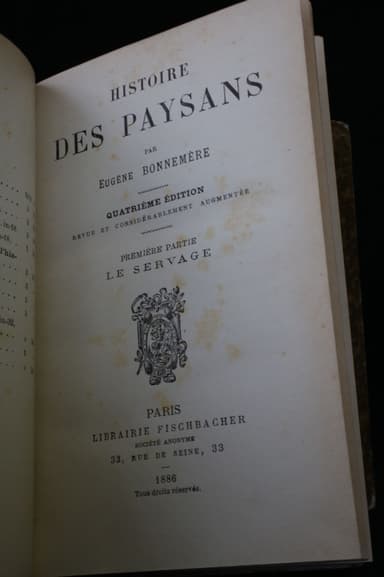 HISTOIRE
DES PAYSANS
PAR
EUGÈNE BONNEMÈRE
QUATRIÈME ÉDITION
REVUE ET CONSIDÉRABLEMENT AUGMENTÉE
PREMIÈRE PARTIE
LE SERVAGE
PARIS
LIBRAIRIE FISCHBACHER
SOCIÉTÉ ANONYME
33, RUE DE SEINE, 33
1886
Tous droits réservés.